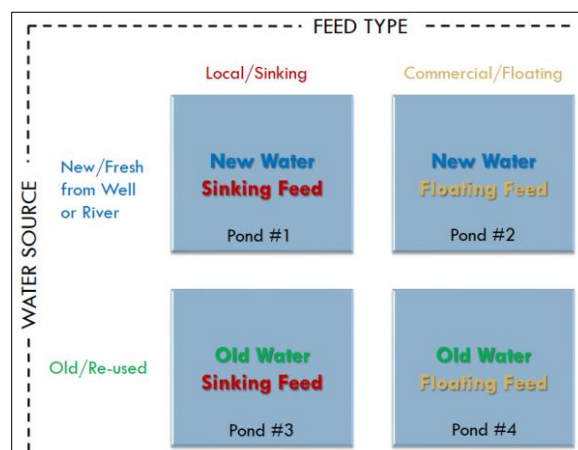 FEED TYPE
Local/Sinking
Commercial/Floating
WATER SOURCE
New/Fresh
from Well
or River
New Water
Sinking Feed
Pond #1
New Water
Floating Feed
Pond #2
Old/Re-used
Old Water
Sinking Feed
Pond #3
Old Water
Floating Feed
Pond #4